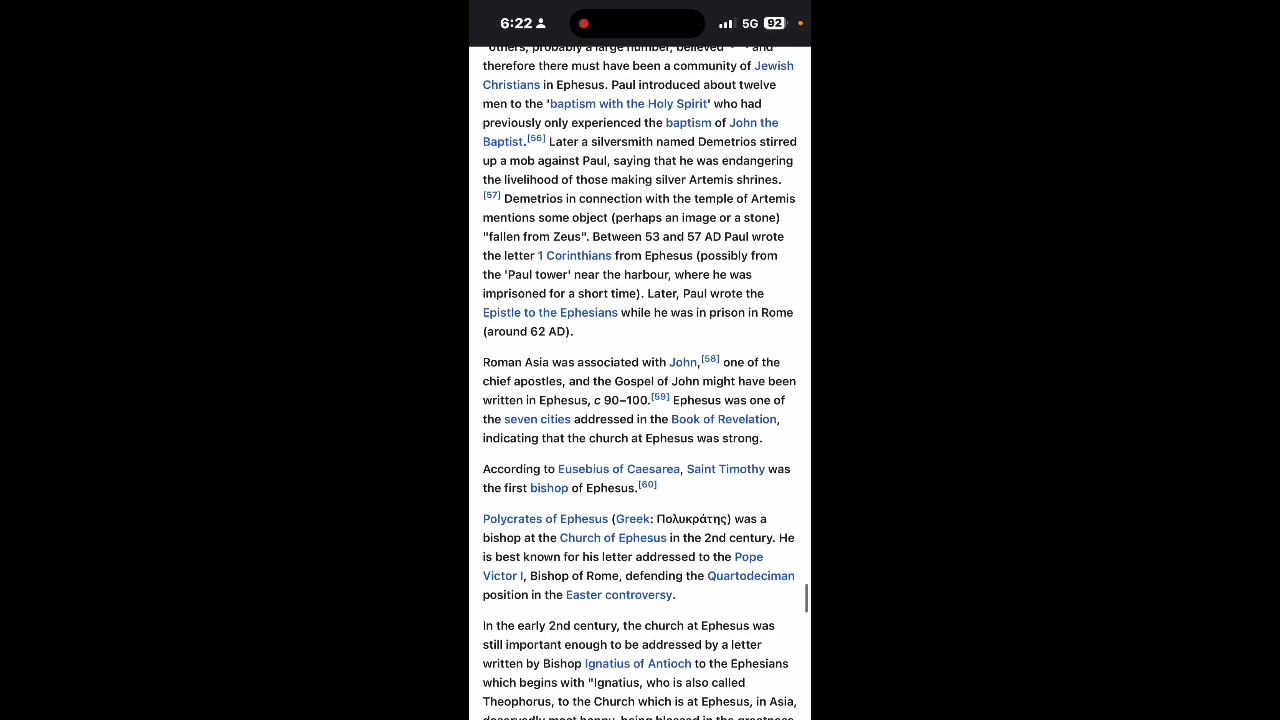 6:22
5G 92
others, probably a large number, believed and
therefore there must have been a community of Jewish
Christians in Ephesus. Paul introduced about twelve
men to the 'baptism with the Holy Spirit' who had
previously only experienced the baptism of John the
Baptist.[56] Later a silversmith named Demetrios stirred
up a mob against Paul, saying that he was endangering
the livelihood of those making silver Artemis shrines.
[57] Demetrios in connection with the temple of Artemis
mentions some object (perhaps an image or a stone)
"fallen from Zeus". Between 53 and 57 AD Paul wrote
the letter 1 Corinthians from Ephesus (possibly from
the 'Paul tower' near the harbour, where he was
imprisoned for a short time). Later, Paul wrote the
Epistle to the Ephesians while he was in prison in Rome
(around 62 AD).
Roman Asia was associated with John,[58] one of the
chief apostles, and the Gospel of John might have been
written in Ephesus, c 90–100.[59] Ephesus was one of
the seven cities addressed in the Book of Revelation,
indicating that the church at Ephesus was strong.
According to Eusebius of Caesarea, Saint Timothy was
the first bishop of Ephesus.[60]
Polycrates of Ephesus (Greek: Πολυκράτης) was a
bishop at the Church of Ephesus in the 2nd century. He
is best known for his letter addressed to the Pope
Victor I, Bishop of Rome, defending the Quartodeciman
position in the Easter controversy.
In the early 2nd century, the church at Ephesus was
still important enough to be addressed by a letter
written by Bishop Ignatius of Antioch to the Ephesians
which begins with "Ignatius, who is also called
Theophorus, to the Church which is at Ephesus, in Asia,
deservedly most happy, being blessed in the greatness